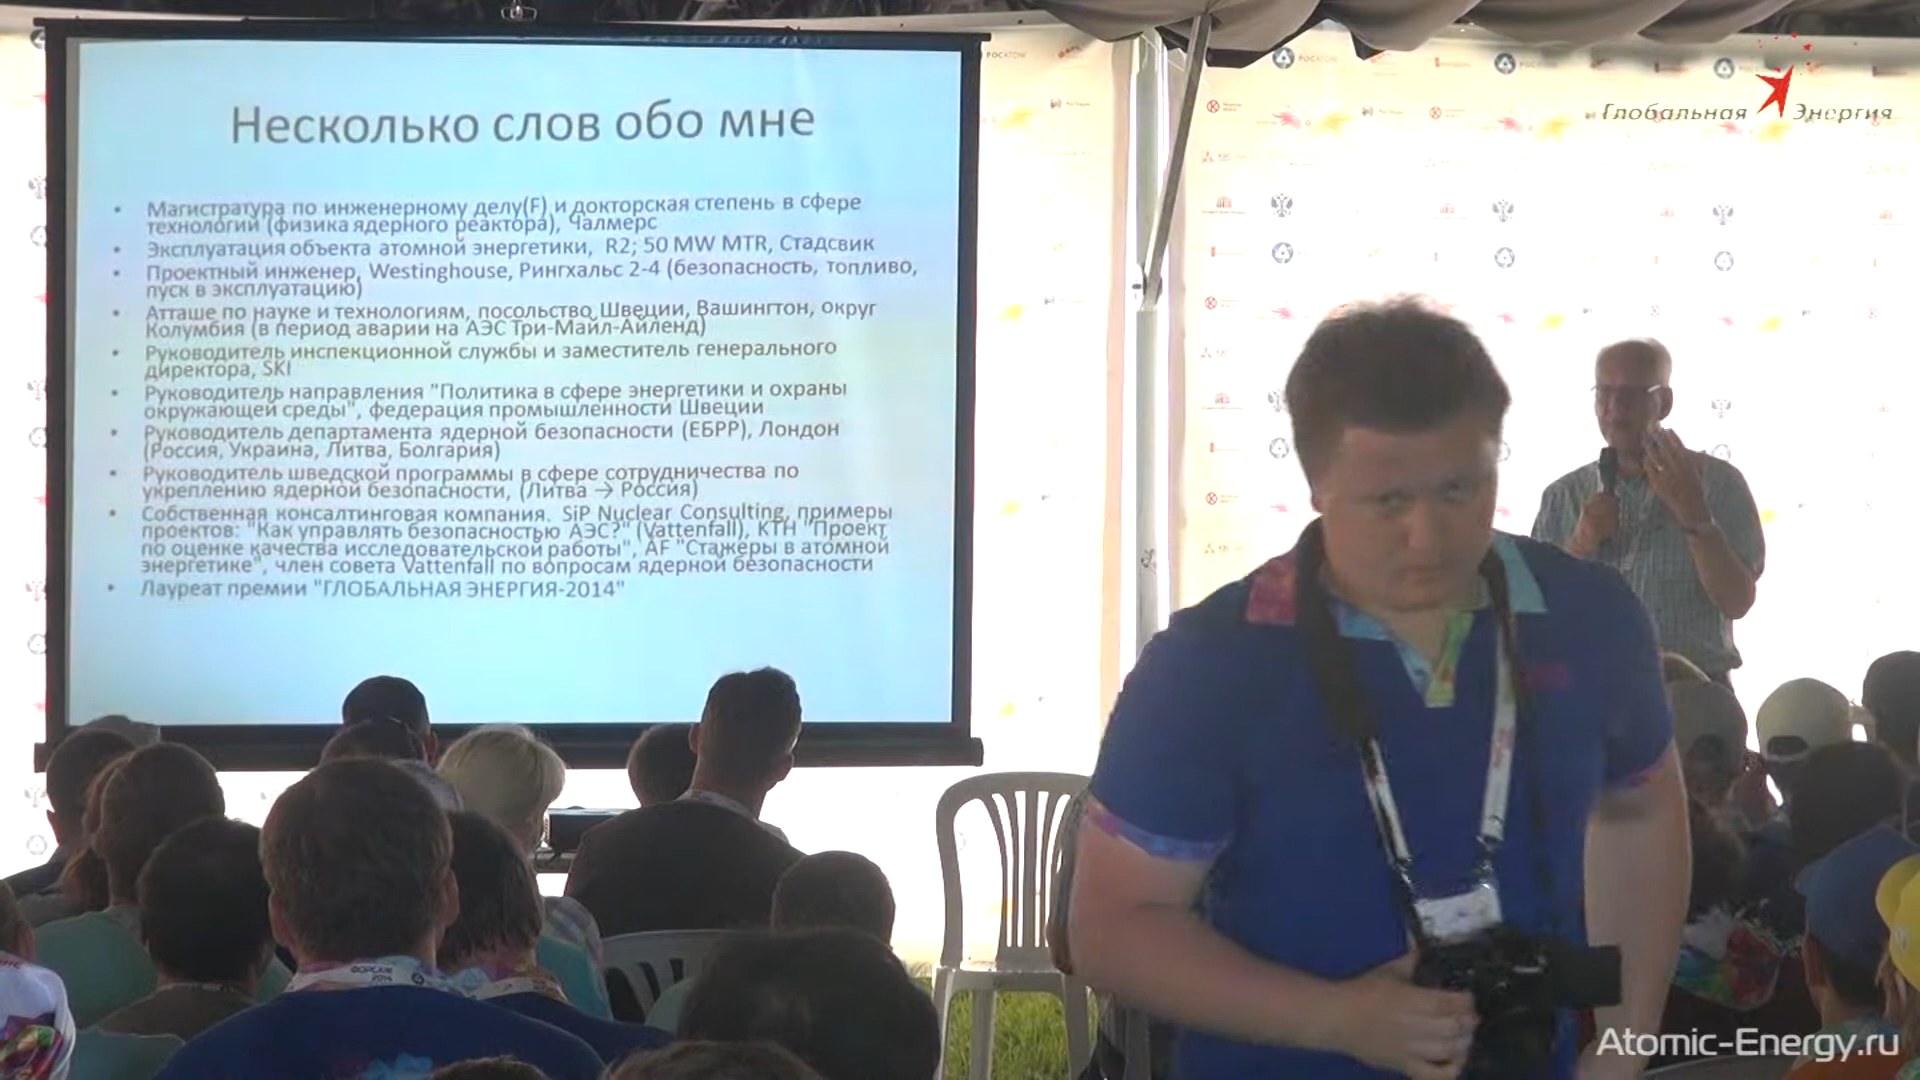 Несколько слов обо мне
• Магистратура по инженерному делу(F) и докторская степень в сфере
технологий (физика ядерного реактора), Чалмерс
• Эксплуатация объекта атомной энергетики, R2; 50 MW MTR, Стадсвик
• Проектный инженер, Westinghouse, Рингхальс 2-4 (безопасность, топливо,
пуск в эксплуатацию)
• Атташе по науке и технологиям, посольство Швеции, Вашингтон, округ
Колумбия (в период аварии на АЭС Три-Майл-Айленд)
• Руководитель инспекционной службы и заместитель генерального
директора, SKI
• Руководитель направления "Политика в сфере энергетики и охраны
окружающей среды", федерация промышленности Швеции
• Руководитель департамента ядерной безопасности (ЕБРР), Лондон
(Россия, Украина, Литва, Болгария)
• Руководитель шведской программы в сфере сотрудничества по
укреплению ядерной безопасности, (Литва → Россия)
• Собственная консалтинговая компания. SiP Nuclear Consulting, примеры
проектов: "Как управлять безопасностью АЭС?" (Vattenfall), КТН "Проект
по оценке качества исследовательской работы", AF "Стажеры в атомной
энергетике", член совета Vattenfall по вопросам ядерной безопасности
• Лауреат премии "ГЛОБАЛЬНАЯ ЭНЕРГИЯ-2014"
РОСАТОМ
РОСАТОМ
Глобальная Энергия
ФОРСАЖ
2014
Atomic-Energy.ru